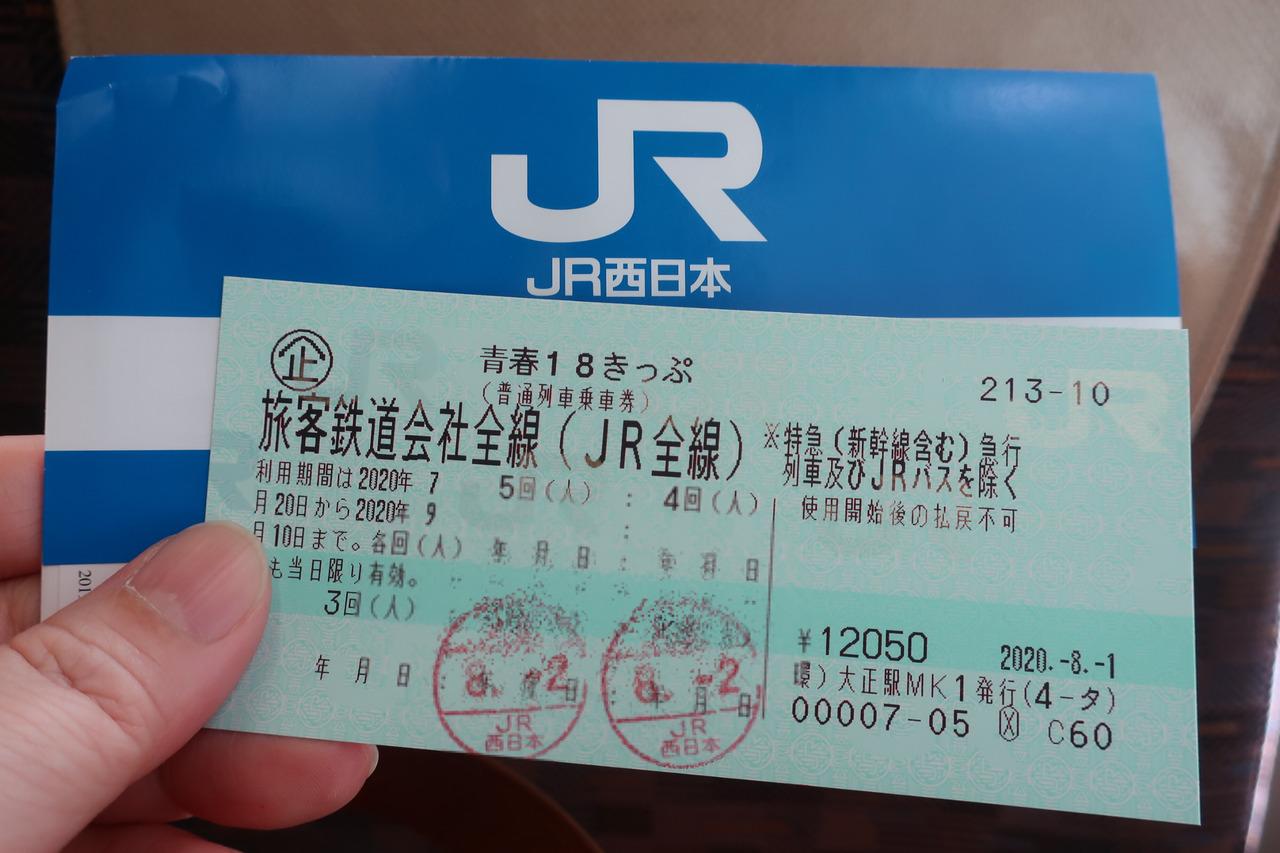 JR
JR西日本
企
青春18きっぷ
(普通列車乗車券)
213-10
旅客鉄道会社全線(JR全線)
※特急(新幹線含む)急行
列車及びJRバスを除く
利用期間は2020年 7
月20日から2020年 9
月10日まで。各回(人)
も当日限り有効。
5回(人) : 4回(人)
使用開始後の払戻不可
年 月 日 : 年 月 日
3回(人)
年 月 日
8.-2
JR
西日本
年 月 日
8.-2
JR
西日本
¥12050
2020.-8.-1
環)大正駅MK1発行(4-タ)
00007-05 X C60
201